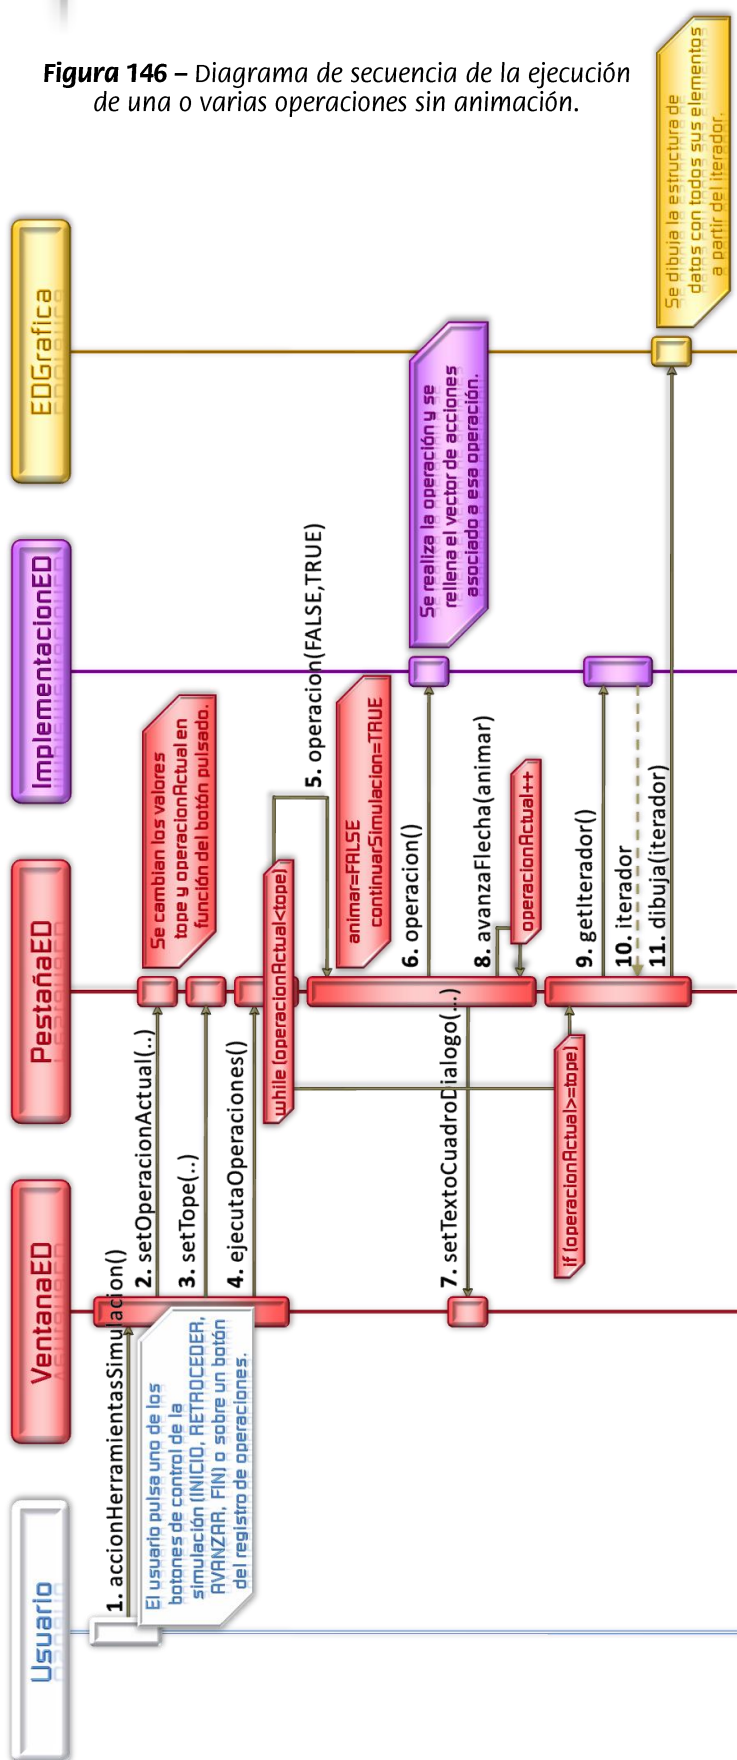 Figura 146 – Diagrama de secuencia de la ejecución
de una o varias operaciones sin animación.
Usuario
VentanaED
PestañaED
ImplementacionED
EDGrafica
1. accionHerramientasSimulacion()
El usuario pulsa uno de los
botones de control de la
simulación (INICIO, RETROCEDER,
AVANZAR, FIN) o sobre un botón
del registro de operaciones.
2. setOperacionActual(..)
Se cambian los valores
tope y operacionActual en
función del botón pulsado.
3. setTope(..)
4. ejecutaOperaciones()
while (operacionActual<tope)
5. operacion(FALSE,TRUE)
animar=FALSE
continuarSimulacion=TRUE
6. operacion()
Se realiza la operación y se
rellena el vector de acciones
asociado a esa operación.
7. setTextoCuadroDialogo(...)
8. avanzaFlecha(animar)
operacionActual++
if (operacionActual>=tope)
9. getIterador()
10. iterador
11. dibuja(iterador)
Se dibuja la estructura de
datos con todos sus elementos
a partir del iterador.